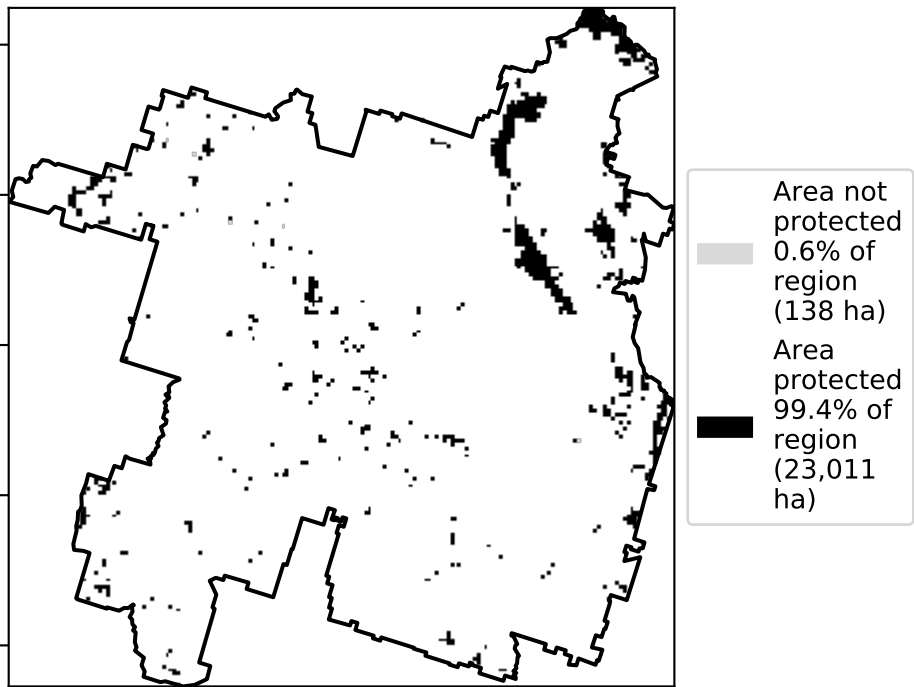 Area not
protected
0.6% of
region
(138 ha)
Area
protected
99.4% of
region
(23,011
ha)